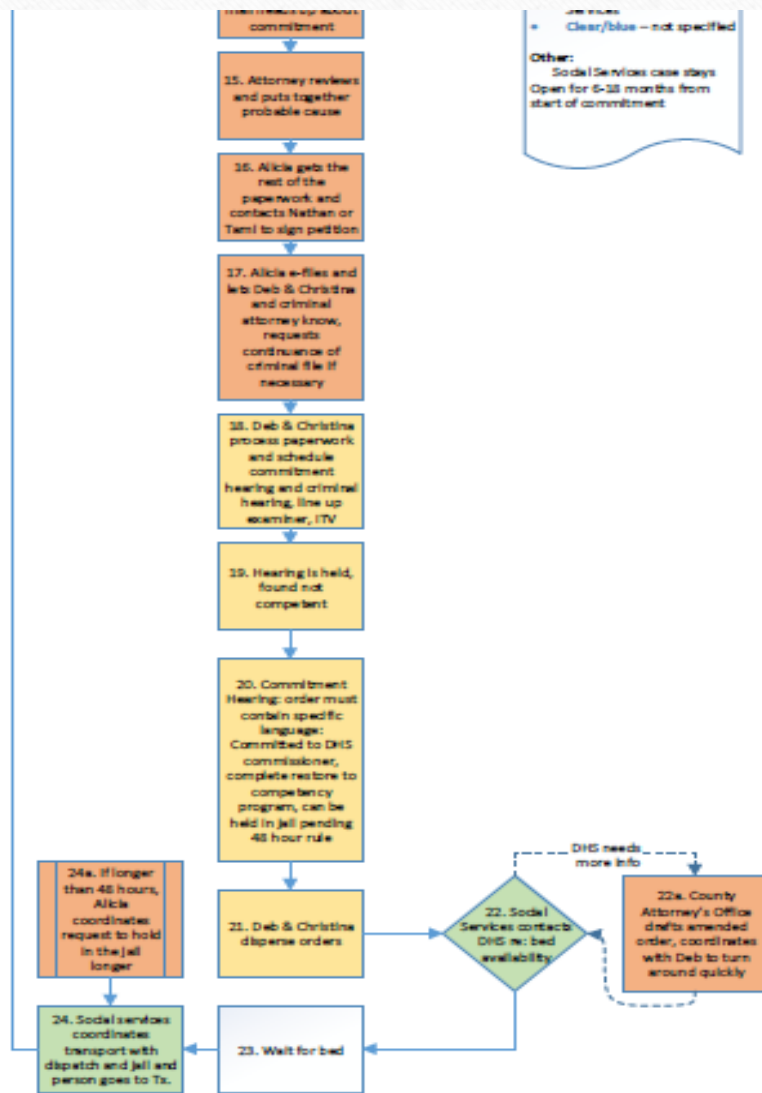 about
commitment
Services
• Clear/blue – not specified
Other:
Social Services case stays
Open for 6-18 months from
start of commitment
15. Attorney reviews
and puts together
probable cause
16. Alicia gets the
rest of the
paperwork and
contacts Nathan or
Tami to sign petition
17. Alicia e-files and
lets Deb & Christina
and criminal
attorney know,
requests
continuance of
criminal file if
necessary
18. Deb & Christina
process paperwork
and schedule
commitment
hearing and criminal
hearing, line up
examiner, ITV
19. Hearing is held,
found not
competent
20. Commitment
Hearing: order must
contain specific
language:
Committed to DHS
commissioner,
complete restore to
competency
program, can be
held in jail pending
48 hour rule
24a. If longer
than 48 hours,
Alicia
coordinates
request to hold
in the jail
longer
21. Deb & Christina
disperse orders
22. Social
Services contacts
DHS re: bed
availability
DHS needs
more info
22a. County
Attorney's Office
drafts amended
order, coordinates
with Deb to turn
around quickly
24. Social services
coordinates
transport with
dispatch and jail and
person goes to Tx.
23. Wait for bed